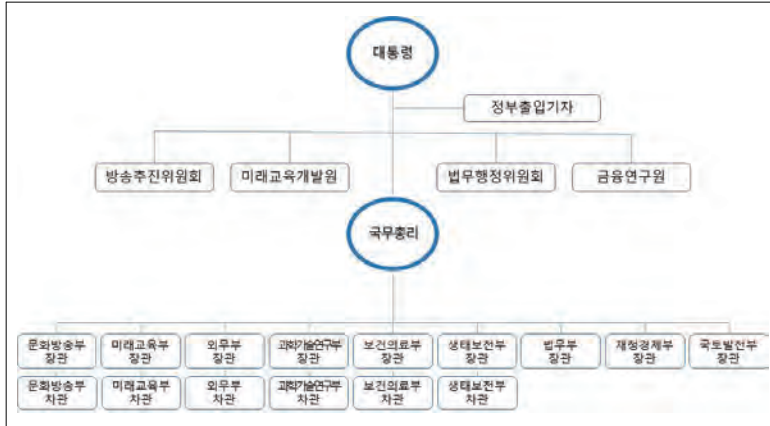 대통령
정부출입기자
방송추진위원회
미래교육개발원
법무행정위원회
금융연구원
국무총리
문화방송부
장관
미래교육부
장관
외무부
장관
과학기술연구부
장관
보건의료부
장관
생태보전부
장관
법무부
장관
재정경제부
장관
국토발전부
장관
문화방송부
차관
미래교육부
차관
외무부
차관
과학기술연구부
차관
보건의료부
차관
생태보전부
차관